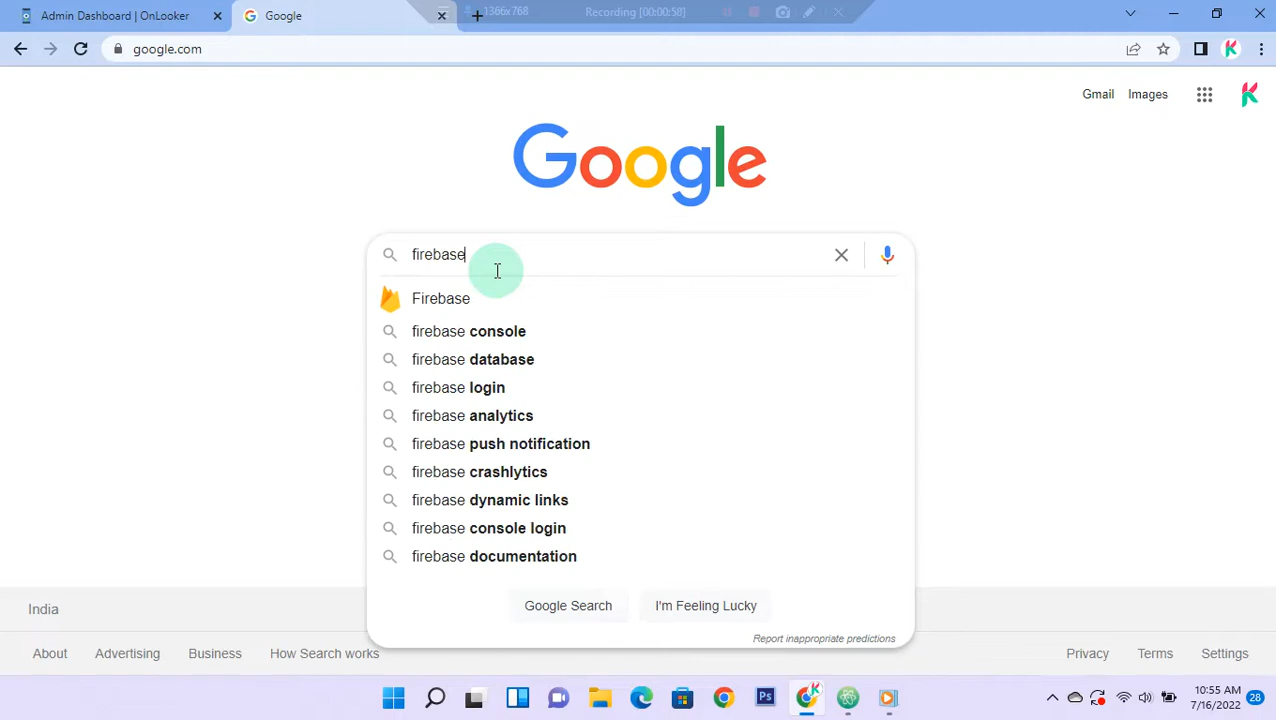 Admin Dashboard | OnLooker
Google
1366x768
Recording [00:00:58]
google.com
Gmail
Images
Google
firebase
Firebase
firebase console
firebase database
firebase login
firebase analytics
firebase push notification
firebase crashlytics
firebase dynamic links
firebase console login
firebase documentation
Google Search
I'm Feeling Lucky
Report inappropriate predictions
India
About
Advertising
Business
How Search works
Privacy
Terms
Settings
Ps
10:55 AM
7/16/2022
28